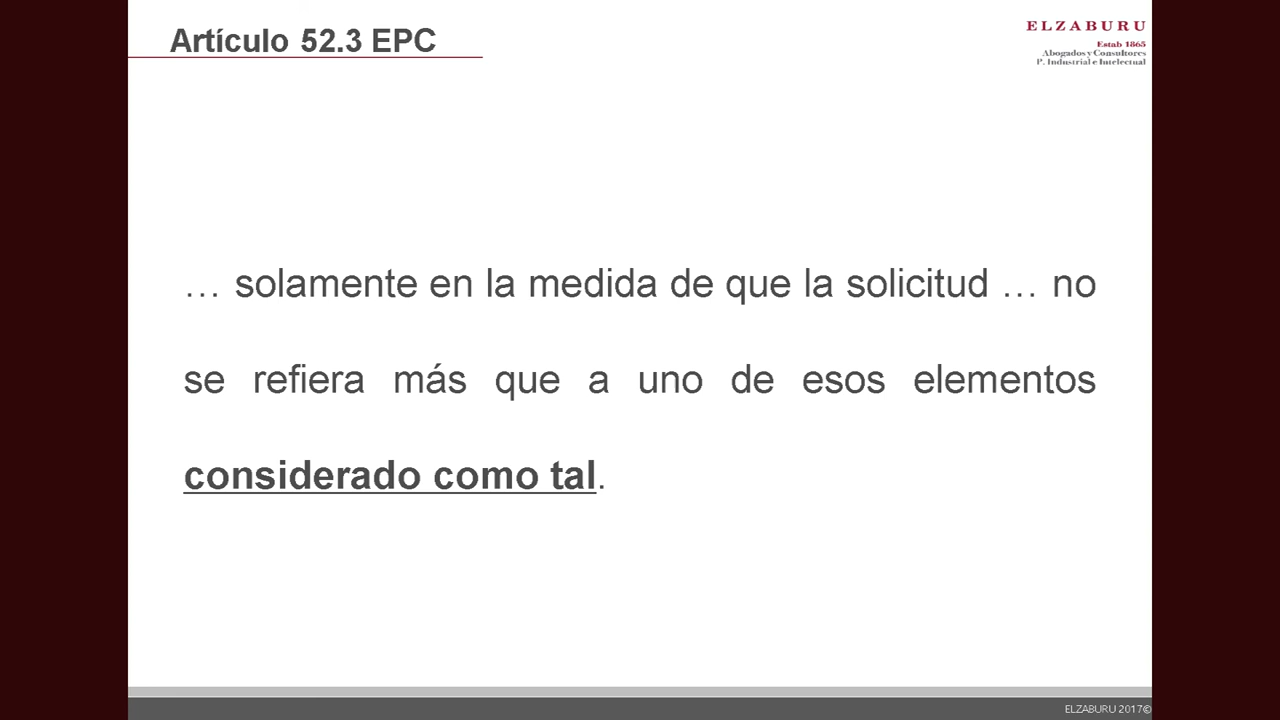 Artículo 52.3 EPC
ELZABURU
Estab 1865
Abogados y Consultores
P. Industrial e Intelectual
… solamente en la medida de que la solicitud … no
se refiera más que a uno de esos elementos
considerado como tal.
ELZABURU 2017©